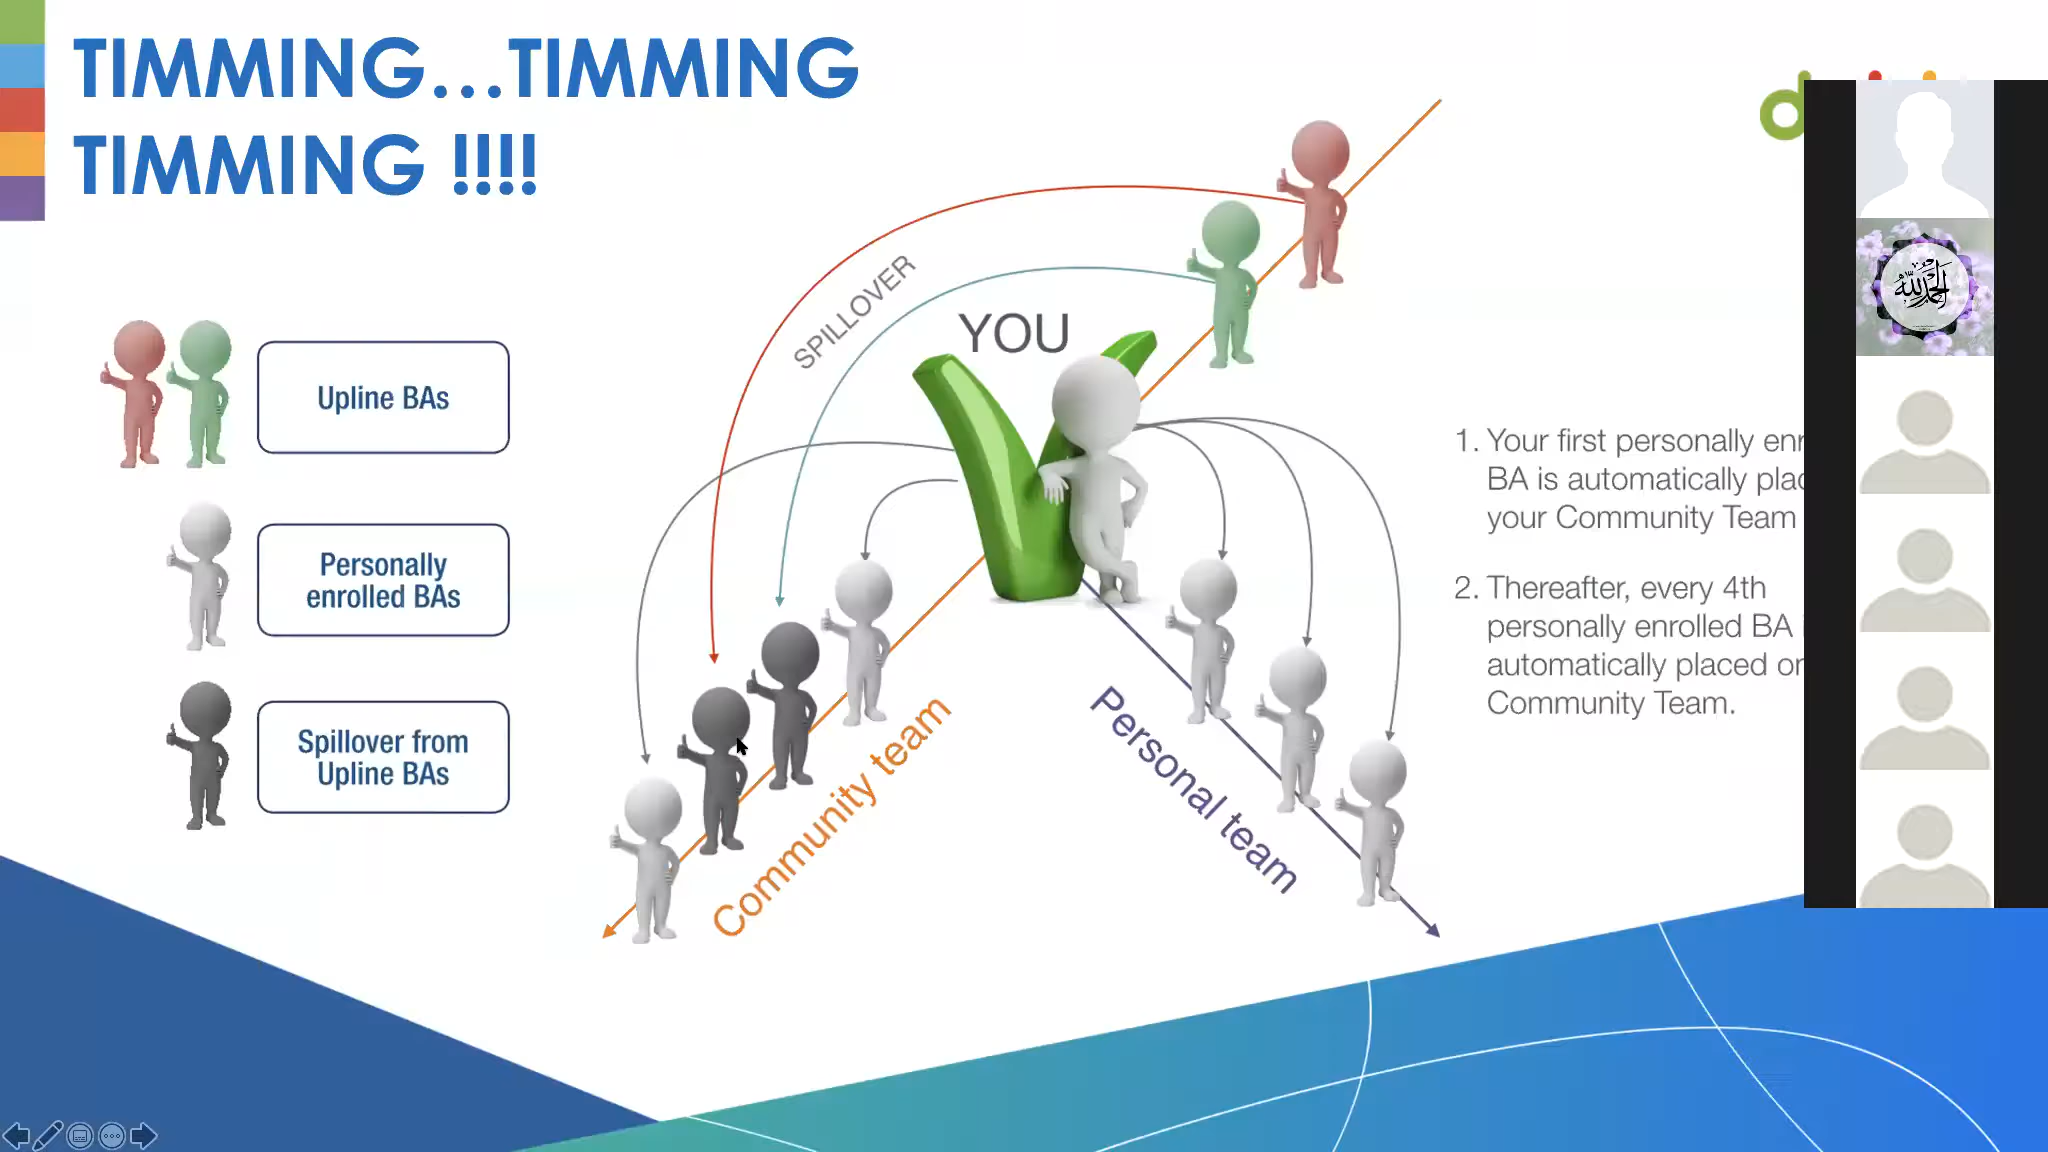 TIMMING...TIMMING
TIMMING !!!!
SPILLOVER
YOU
Upline BAs
Personally
enrolled BAs
Spillover from
Upline BAs
Community team
Personal team
1. Your first personally
BA is automatically
your Community Team
2. Thereafter, every 4th
personally enrolled BA
automatically placed
Community Team.
الحمد لله